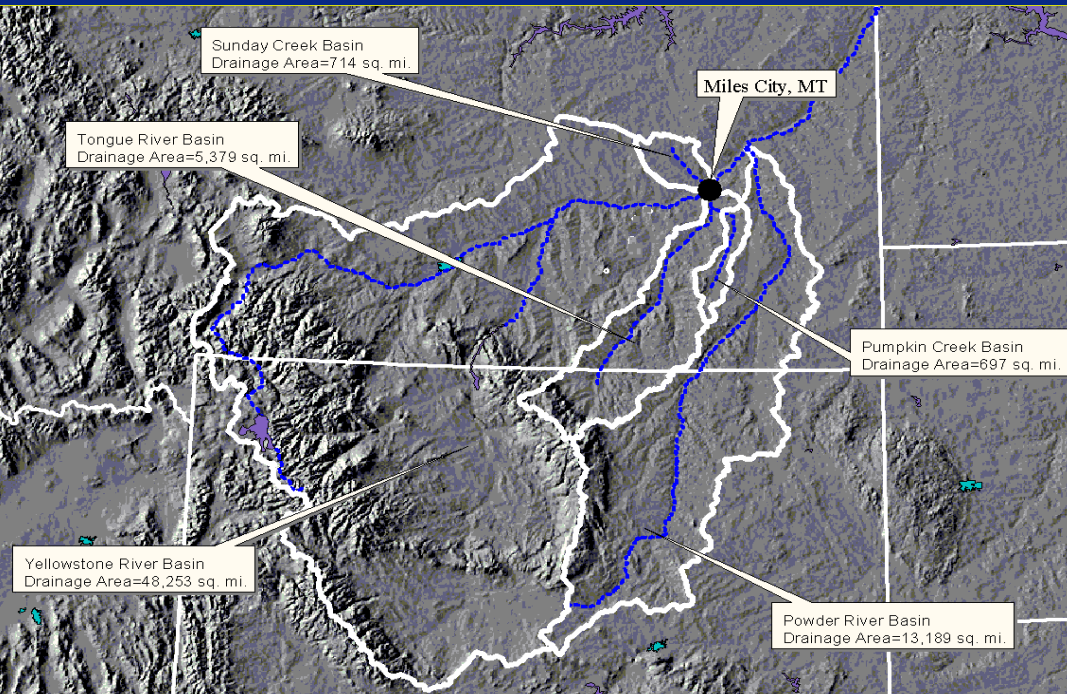 Sunday Creek Basin
Drainage Area=714 sq. mi.
Miles City, MT
Tongue River Basin
Drainage Area=5,379 sq. mi.
Pumpkin Creek Basin
Drainage Area=697 sq. mi.
Yellowstone River Basin
Drainage Area=48,253 sq. mi.
Powder River Basin
Drainage Area=13,189 sq. mi.